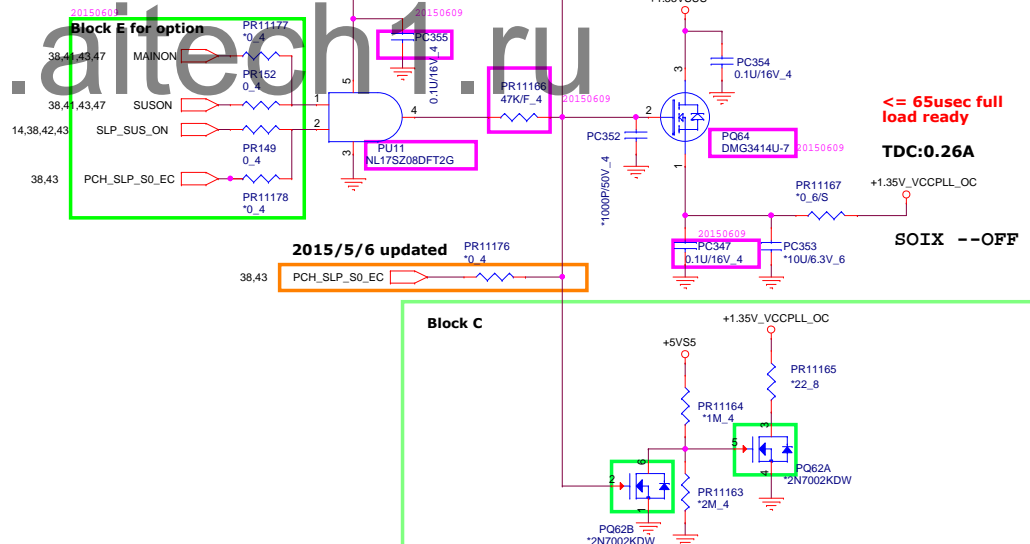 .aitech1.ru
20150609
Block E for option
38,41,43,47 MAINON
PR11177
*0_4
PR152
0_4
38,41,43,47 SUSON
14,38,42,43 SLP_SUS_ON
PR149
0_4
38,43 PCH_SLP_S0_EC
PR11178
*0_4
20150609
PC355
0.1U/16V_4
5
1
2
4
3
PU11
NL17SZ08DFT2G
PR11166
47K/F_4
20150609
PC352
*1000P/50V_4
3
2
1
PC354
0.1U/16V_4
PQ64
DMG3414U-7
20150609
<= 65usec full
load ready
TDC:0.26A
PR11167
*0_6/S
+1.35V_VCCPLL_OC
SOIX --OFF
20150609
PC347
0.1U/16V_4
PC353
*10U/6.3V_6
2015/5/6 updated
PR11176
*0_4
38,43 PCH_SLP_S0_EC
Block C
+1.35V_VCCPLL_OC
+5VS5
PR11165
*22_8
PR11164
*1M_4
3
5
4
PQ62A
*2N7002KDW
6
2
1
PR11163
*2M_4
PQ62B
*2N7002KDW